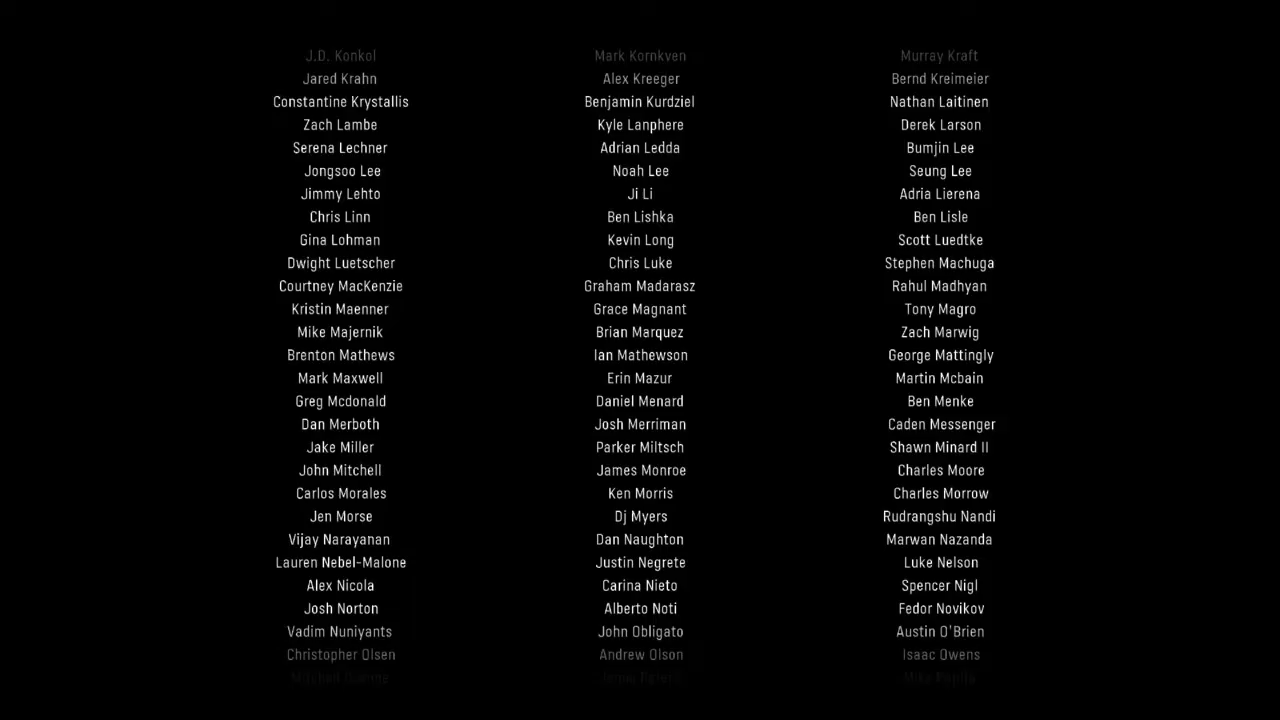 J.D. Konkol Mark Kornkven Murray Kraft
Jared Krahn Alex Kreeger Bernd Kreimeier
Constantine Krystallis Benjamin Kurdziel Nathan Laitinen
Zach Lambe Kyle Lanphere Derek Larson
Serena Lechner Adrian Ledda Bumjin Lee
Jongsoo Lee Noah Lee Seung Lee
Jimmy Lehto Ji Li Adria Lierena
Chris Linn Ben Lishka Ben Lisle
Gina Lohman Kevin Long Scott Luedtke
Dwight Luetscher Chris Luke Stephen Machuga
Courtney MacKenzie Graham Madarasz Rahul Madhyan
Kristin Maenner Grace Magnant Tony Magro
Mike Majernik Brian Marquez Zach Marwig
Brenton Mathews Ian Mathewson George Mattingly
Mark Maxwell Erin Mazur Martin Mcbain
Greg Mcdonald Daniel Menard Ben Menke
Dan Merboth Josh Merriman Caden Messenger
Jake Miller Parker Miltsch Shawn Minard II
John Mitchell James Monroe Charles Moore
Carlos Morales Ken Morris Charles Morrow
Jen Morse Dj Myers Rudrangshu Nandi
Vijay Narayanan Dan Naughton Marwan Nazanda
Lauren Nebel-Malone Justin Negrete Luke Nelson
Alex Nicola Carina Nieto Spencer Nigl
Josh Norton Alberto Noti Fedor Novikov
Vadim Nuniyants John Obligato Austin O'Brien
Christopher Olsen Andrew Olson Isaac Owens